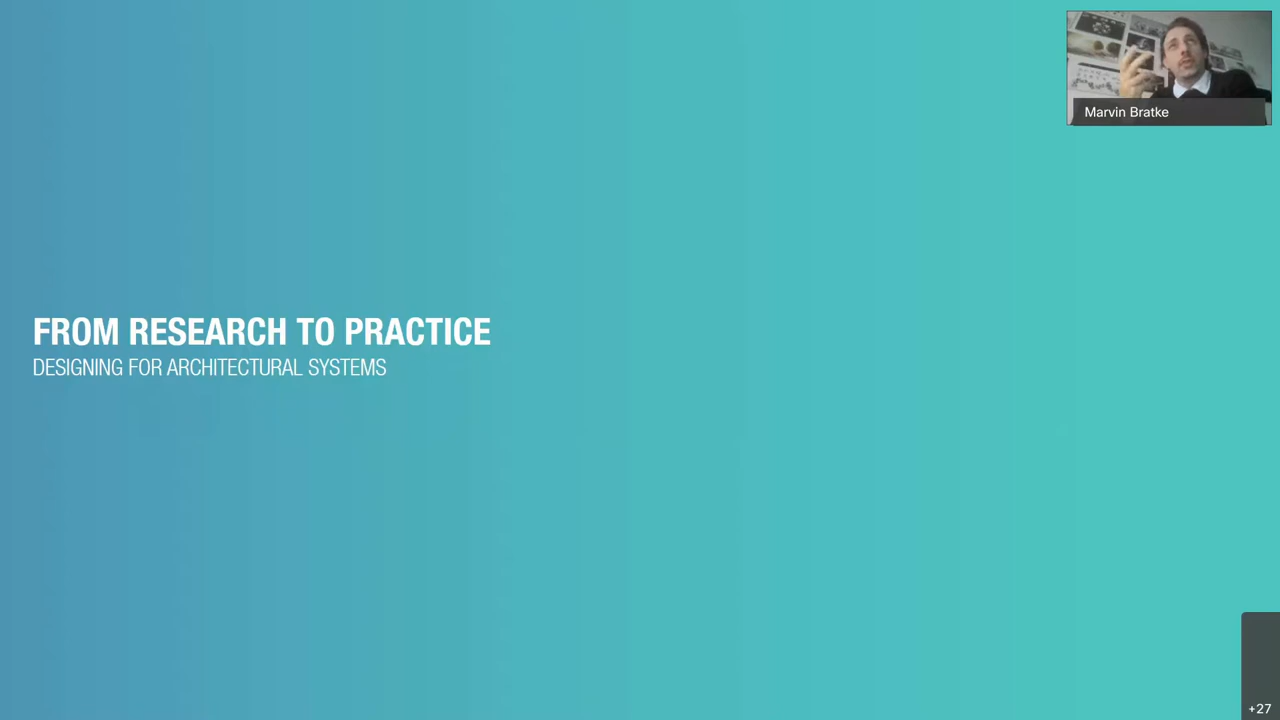 Marvin Bratke
FROM RESEARCH TO PRACTICE
DESIGNING FOR ARCHITECTURAL SYSTEMS
+27